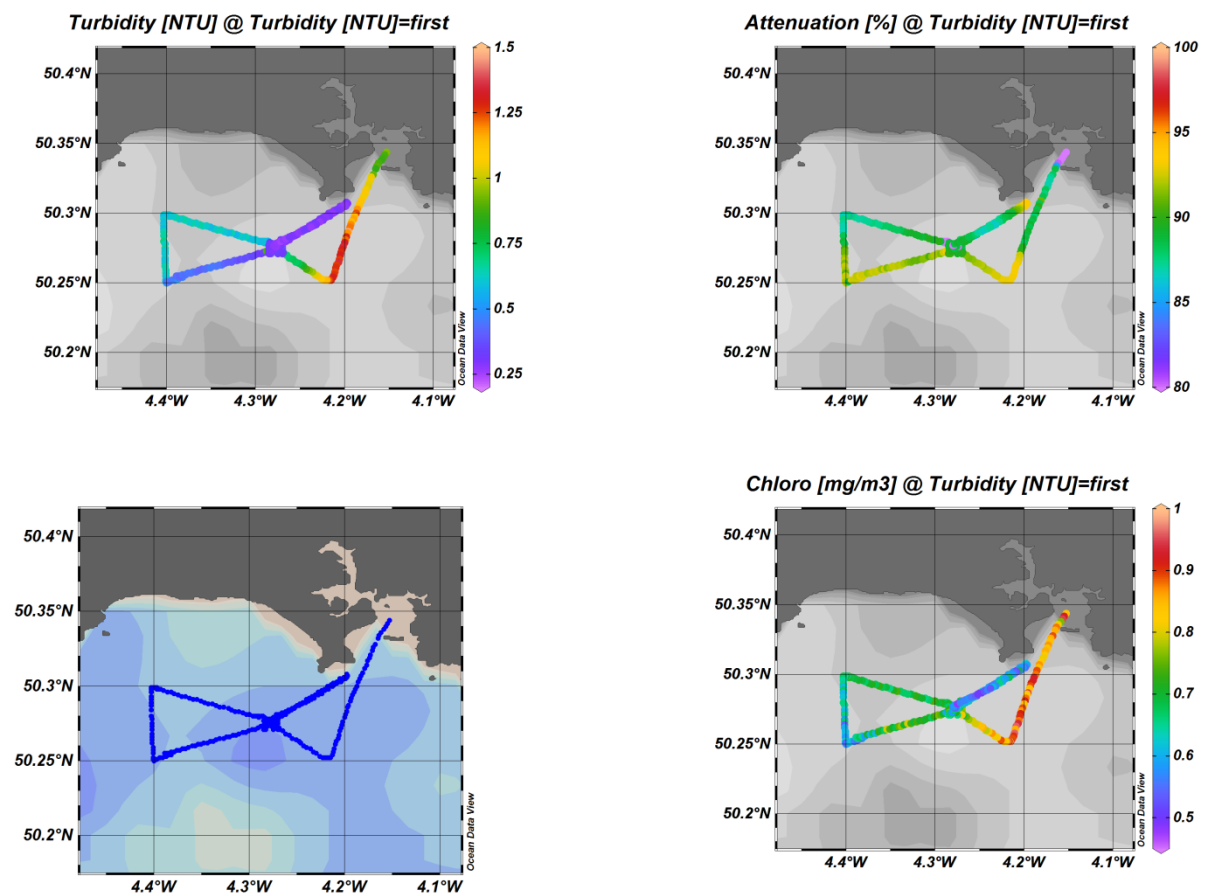 Turbidity [NTU] @ Turbidity [NTU]=first
50.4°N
50.35°N
50.3°N
50.25°N
50.2°N
4.4°W 4.3°W 4.2°W 4.1°W
Ocean Data View
1.5
1.25
1
0.75
0.5
0.25
Attenuation [%] @ Turbidity [NTU]=first
50.4°N
50.35°N
50.3°N
50.25°N
50.2°N
4.4°W 4.3°W 4.2°W 4.1°W
Ocean Data View
100
95
90
85
80
50.4°N
50.35°N
50.3°N
50.25°N
50.2°N
4.4°W 4.3°W 4.2°W 4.1°W
Ocean Data View
Chloro [mg/m3] @ Turbidity [NTU]=first
50.4°N
50.35°N
50.3°N
50.25°N
50.2°N
4.4°W 4.3°W 4.2°W 4.1°W
Ocean Data View
1
0.9
0.8
0.7
0.6
0.5